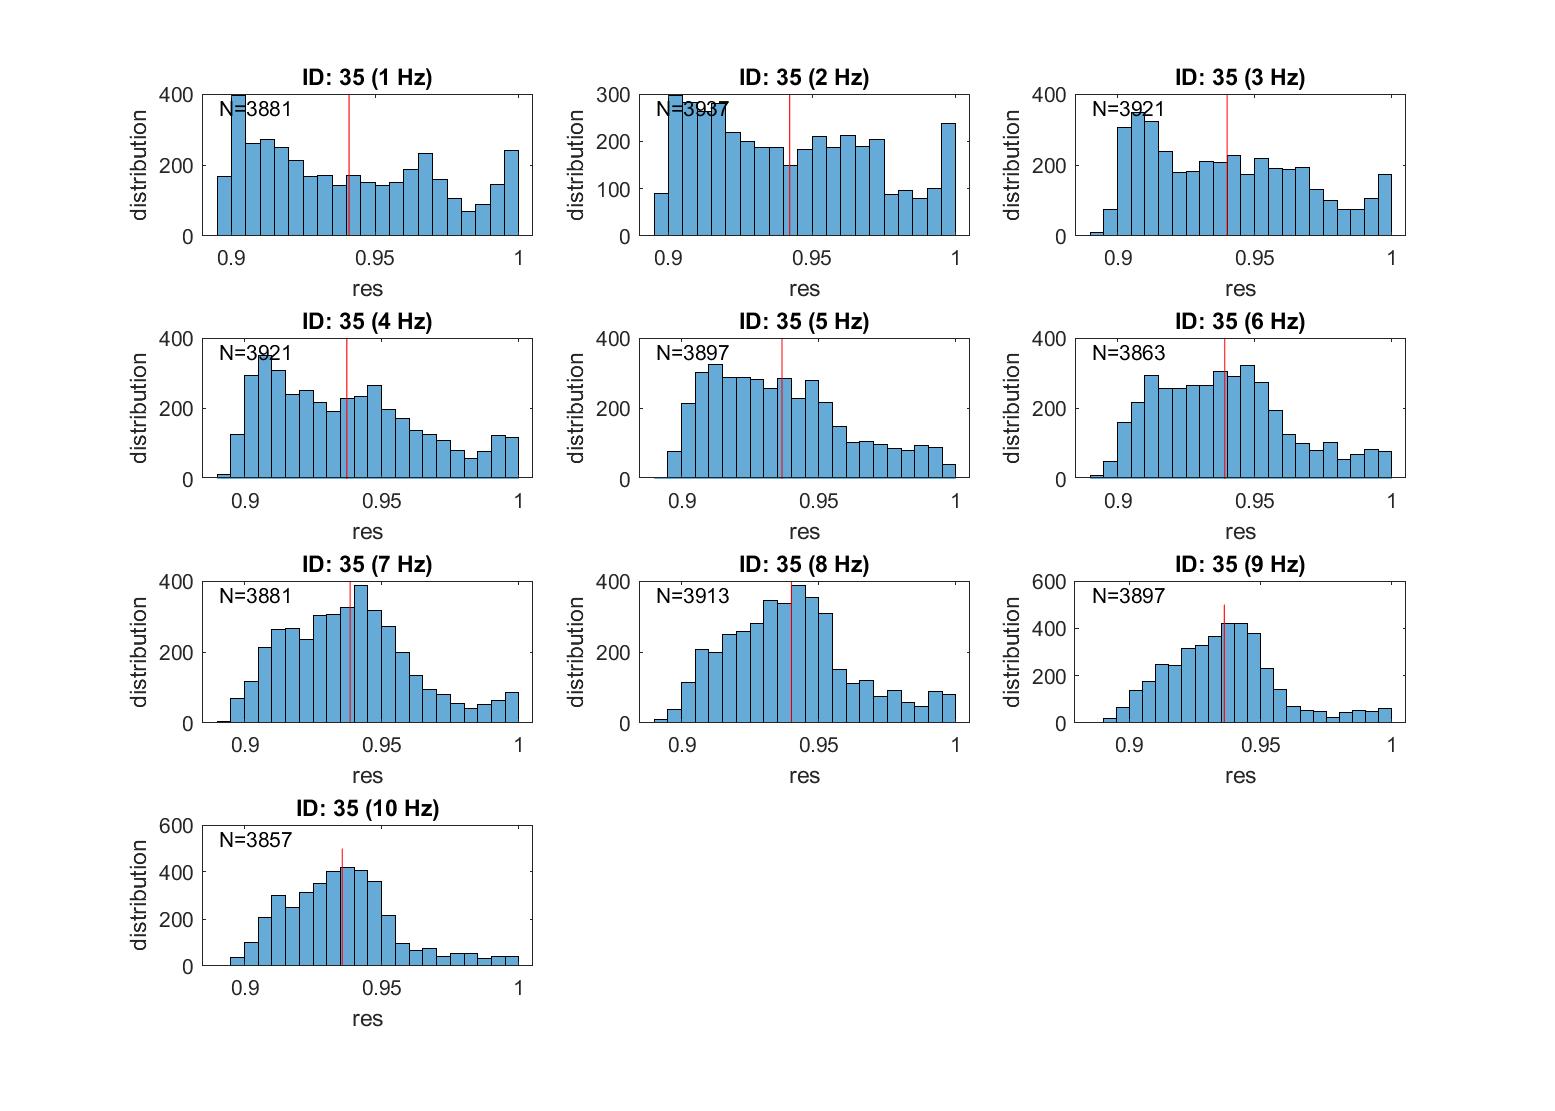 ID: 35 (1 Hz)
N=3881
distribution
400
200
0
0.9 0.95 1
res
ID: 35 (2 Hz)
N=3937
distribution
300
200
100
0
0.9 0.95 1
res
ID: 35 (3 Hz)
N=3921
distribution
400
200
0
0.9 0.95 1
res
ID: 35 (4 Hz)
N=3921
distribution
400
200
0
0.9 0.95 1
res
ID: 35 (5 Hz)
N=3897
distribution
400
200
0
0.9 0.95 1
res
ID: 35 (6 Hz)
N=3863
distribution
400
200
0
0.9 0.95 1
res
ID: 35 (7 Hz)
N=3881
distribution
400
200
0
0.9 0.95 1
res
ID: 35 (8 Hz)
N=3913
distribution
400
200
0
0.9 0.95 1
res
ID: 35 (9 Hz)
N=3897
distribution
600
400
200
0
0.9 0.95 1
res
ID: 35 (10 Hz)
N=3857
distribution
600
400
200
0
0.9 0.95 1
res